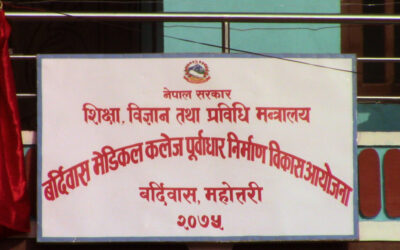 नेपाल सरकार
शिक्षा, विज्ञान तथा प्रविधि मन्त्रालय
बर्दिवास मेडिकल कलेज पूर्वाधार निर्माण विकास आयोजना
बर्दिवास, महोत्तरी
२०७५